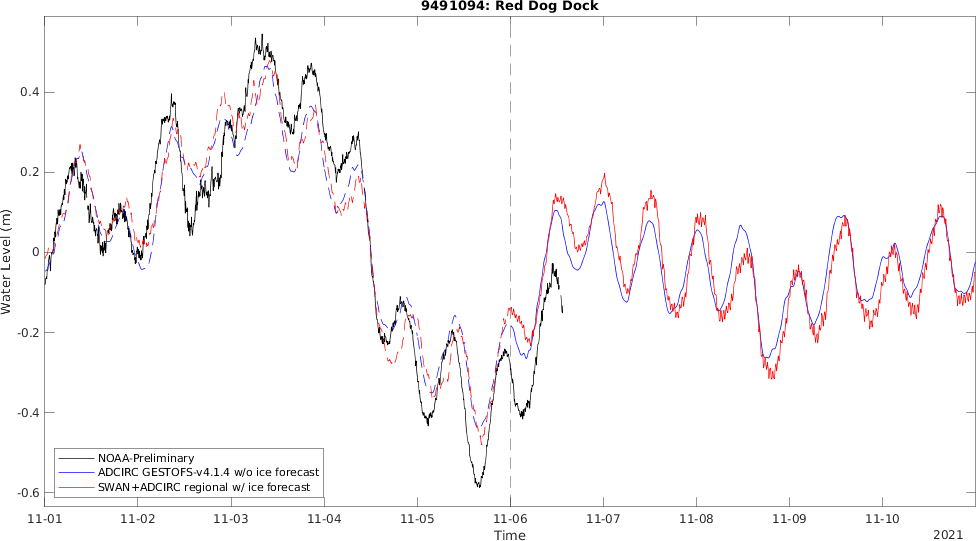 9491094: Red Dog Dock
Water Level (m)
0.4
0.2
0
-0.2
-0.4
-0.6
NOAA-Preliminary
ADCIRC GESTOFS-v4.1.4 w/o ice forecast
SWAN+ADCIRC regional w/ ice forecast
11-01 11-02 11-03 11-04 11-05 11-06 11-07 11-08 11-09 11-10
Time
2021